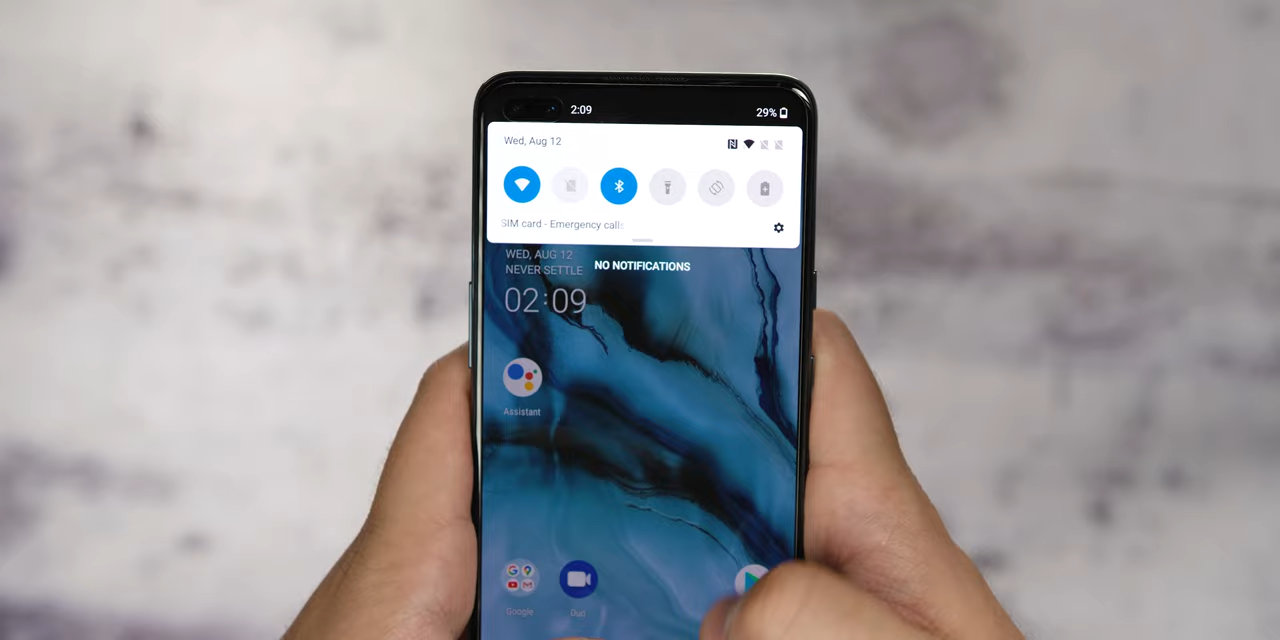 2:09
29%
Wed, Aug 12
SIM card - Emergency calls
WED, AUG 12
NEVER SETTLE
NO NOTIFICATIONS
02:09
Assistant
Google
Duo